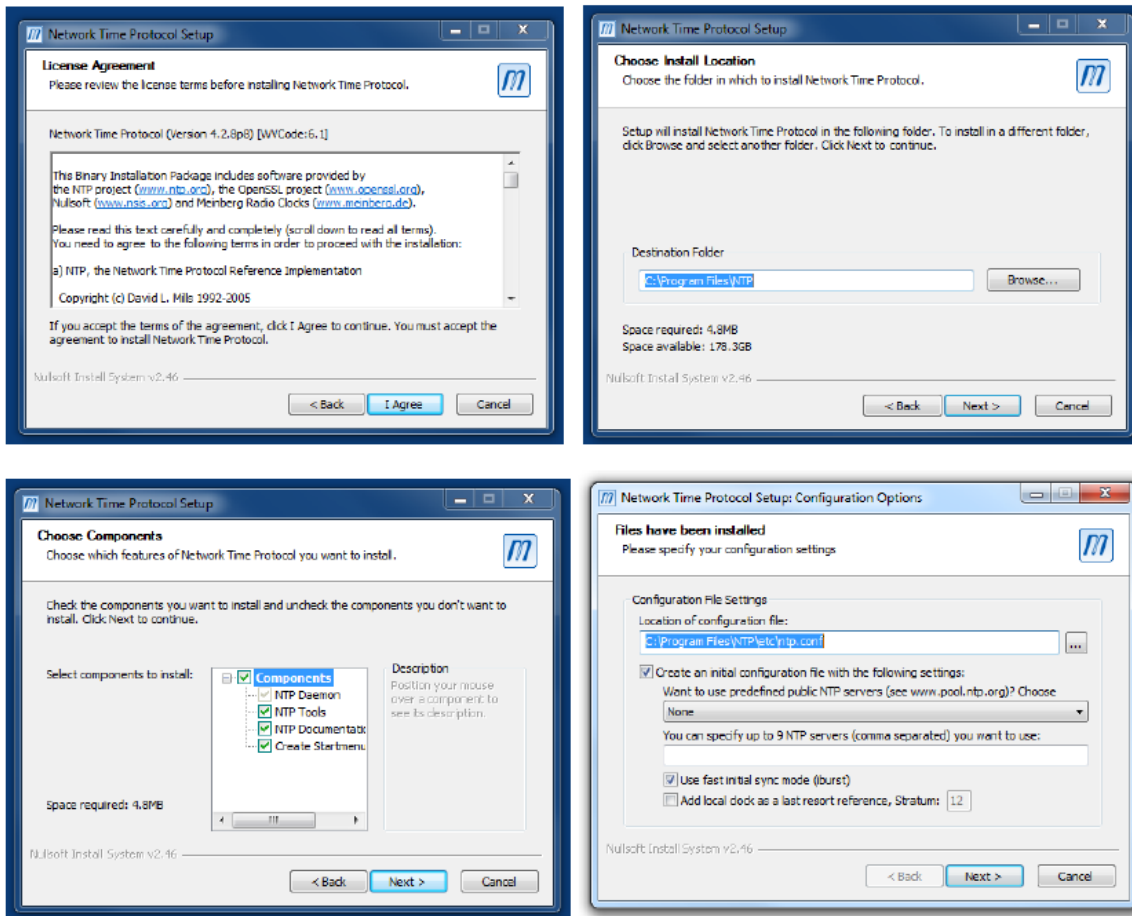 Network Time Protocol Setup
License Agreement
Please review the license terms before installing Network Time Protocol.
Network Time Protocol (Version 4.2.8p8) [WVCode:6.1]
This Binary Installation Package includes software provided by
the NTP project (www.ntp.org), the OpenSSL project (www.openssl.org),
Nullsoft (www.nsis.org) and Meinberg Radio Clocks (www.meinberg.de).
Please read this text carefully and completely (scroll down to read all terms).
You need to agree to the following terms in order to proceed with the installation:
a) NTP, the Network Time Protocol Reference Implementation
Copyright (c) David L. Mills 1992-2005
If you accept the terms of the agreement, click I Agree to continue. You must accept the
agreement to install Network Time Protocol.
Nullsoft Install System v2.46
< Back I Agree Cancel
Network Time Protocol Setup
Choose Install Location
Choose the folder in which to install Network Time Protocol.
Setup will install Network Time Protocol in the following folder. To install in a different folder,
click Browse and select another folder. Click Next to continue.
Destination Folder
C:\Program Files\NTP
Browse...
Space required: 4.8MB
Space available: 178.3GB
Nullsoft Install System v2.46
< Back Next > Cancel
Network Time Protocol Setup
Choose Components
Choose which features of Network Time Protocol you want to install.
Check the components you want to install and uncheck the components you don't want to
install. Click Next to continue.
Select components to install:
Components
NTP Daemon
NTP Tools
NTP Documentatic
Create Startmenu
Description
Position your mouse
over a component to
see its description.
Space required: 4.8MB
Nullsoft Install System v2.46
< Back Next > Cancel
Network Time Protocol Setup: Configuration Options
Files have been installed
Please specify your configuration settings
Configuration File Settings
Location of configuration file:
C:\Program Files\NTP\etc\ntp.conf
...
Create an initial configuration file with the following settings:
Want to use predefined public NTP servers (see www.pool.ntp.org)? Choose
None
You can specify up to 9 NTP servers (comma separated) you want to use:
Use fast initial sync mode (iburst)
Add local clock as a last resort reference, Stratum: 12
Nullsoft Install System v2.46
< Back Next > Cancel